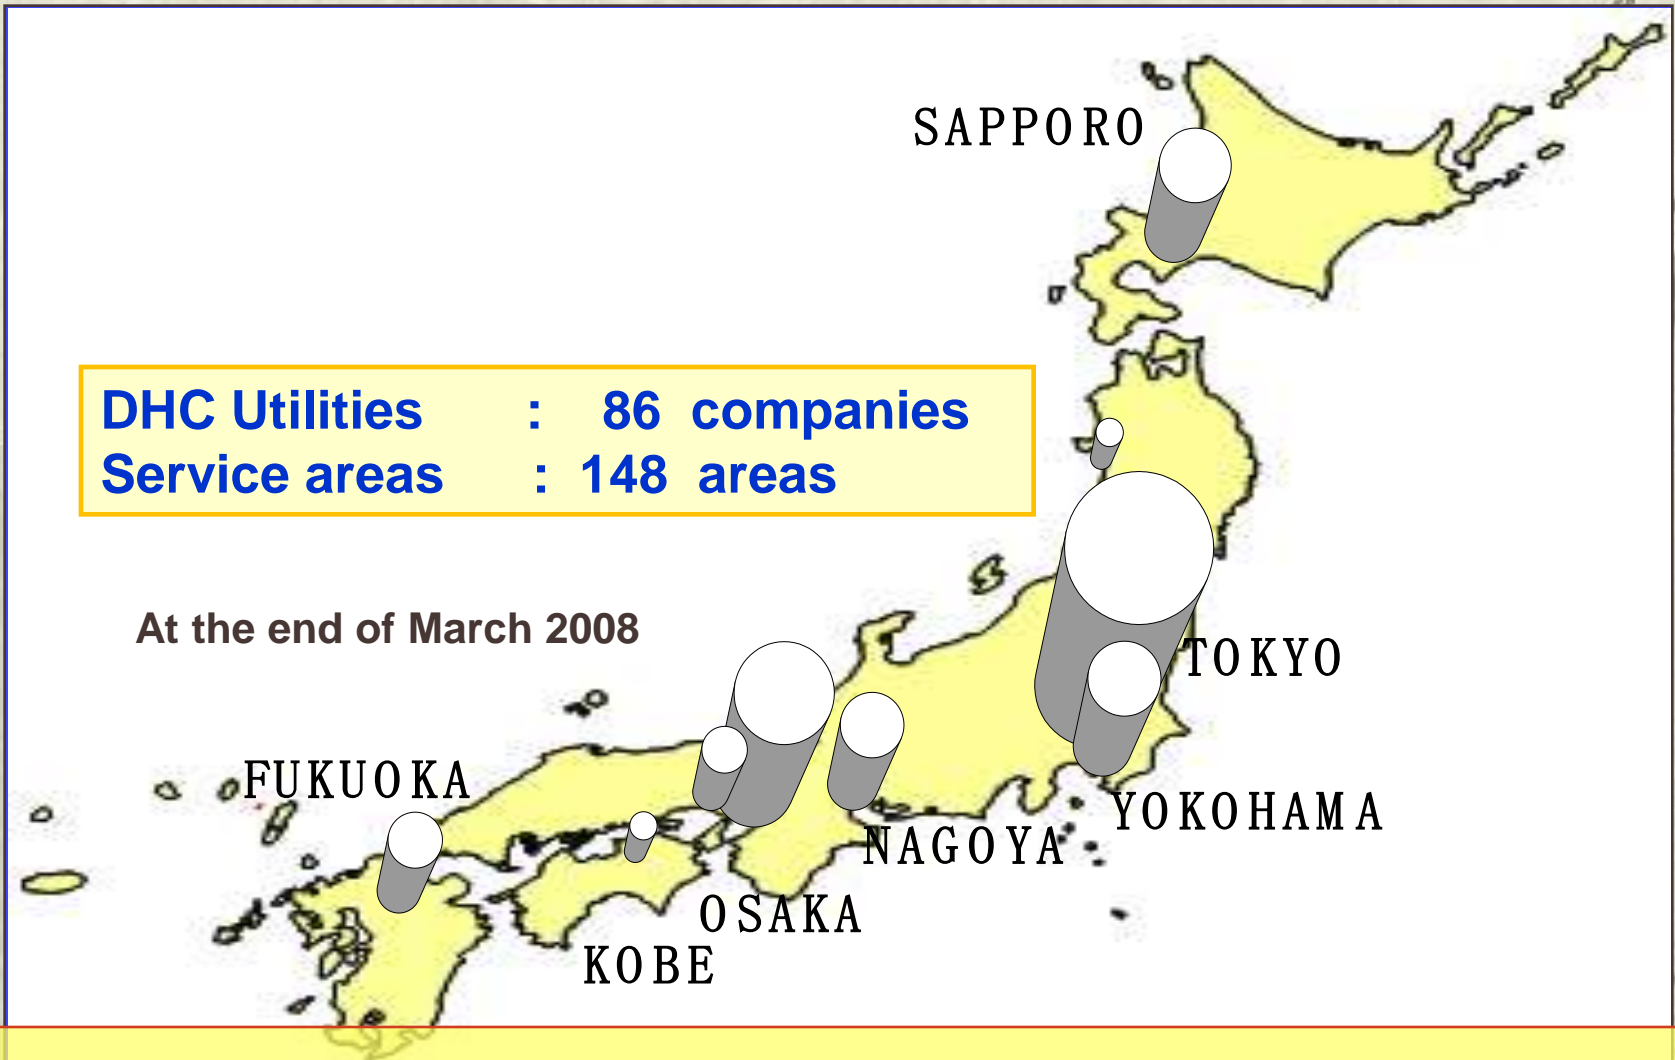 SAPPORO
DHC Utilities : 86 companies
Service areas : 148 areas
At the end of March 2008
TOKYO
FUKUOKA
YOKOHAMA
NAGOYA
OSAKA
KOBE